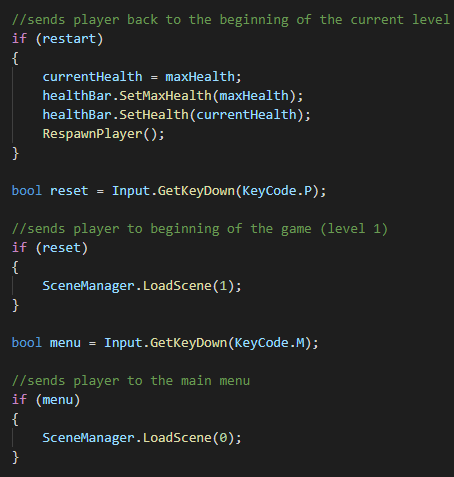 //sends player back to the beginning of the current level
if (restart)
{
    currentHealth = maxHealth;
    healthBar.SetMaxHealth(maxHealth);
    healthBar.SetHealth(currentHealth);
    RespawnPlayer();
}

bool reset = Input.GetKeyDown(KeyCode.P);

//sends player to beginning of the game (level 1)
if (reset)
{
    SceneManager.LoadScene(1);
}

bool menu = Input.GetKeyDown(KeyCode.M);

//sends player to the main menu
if (menu)
{
    SceneManager.LoadScene(0);
}